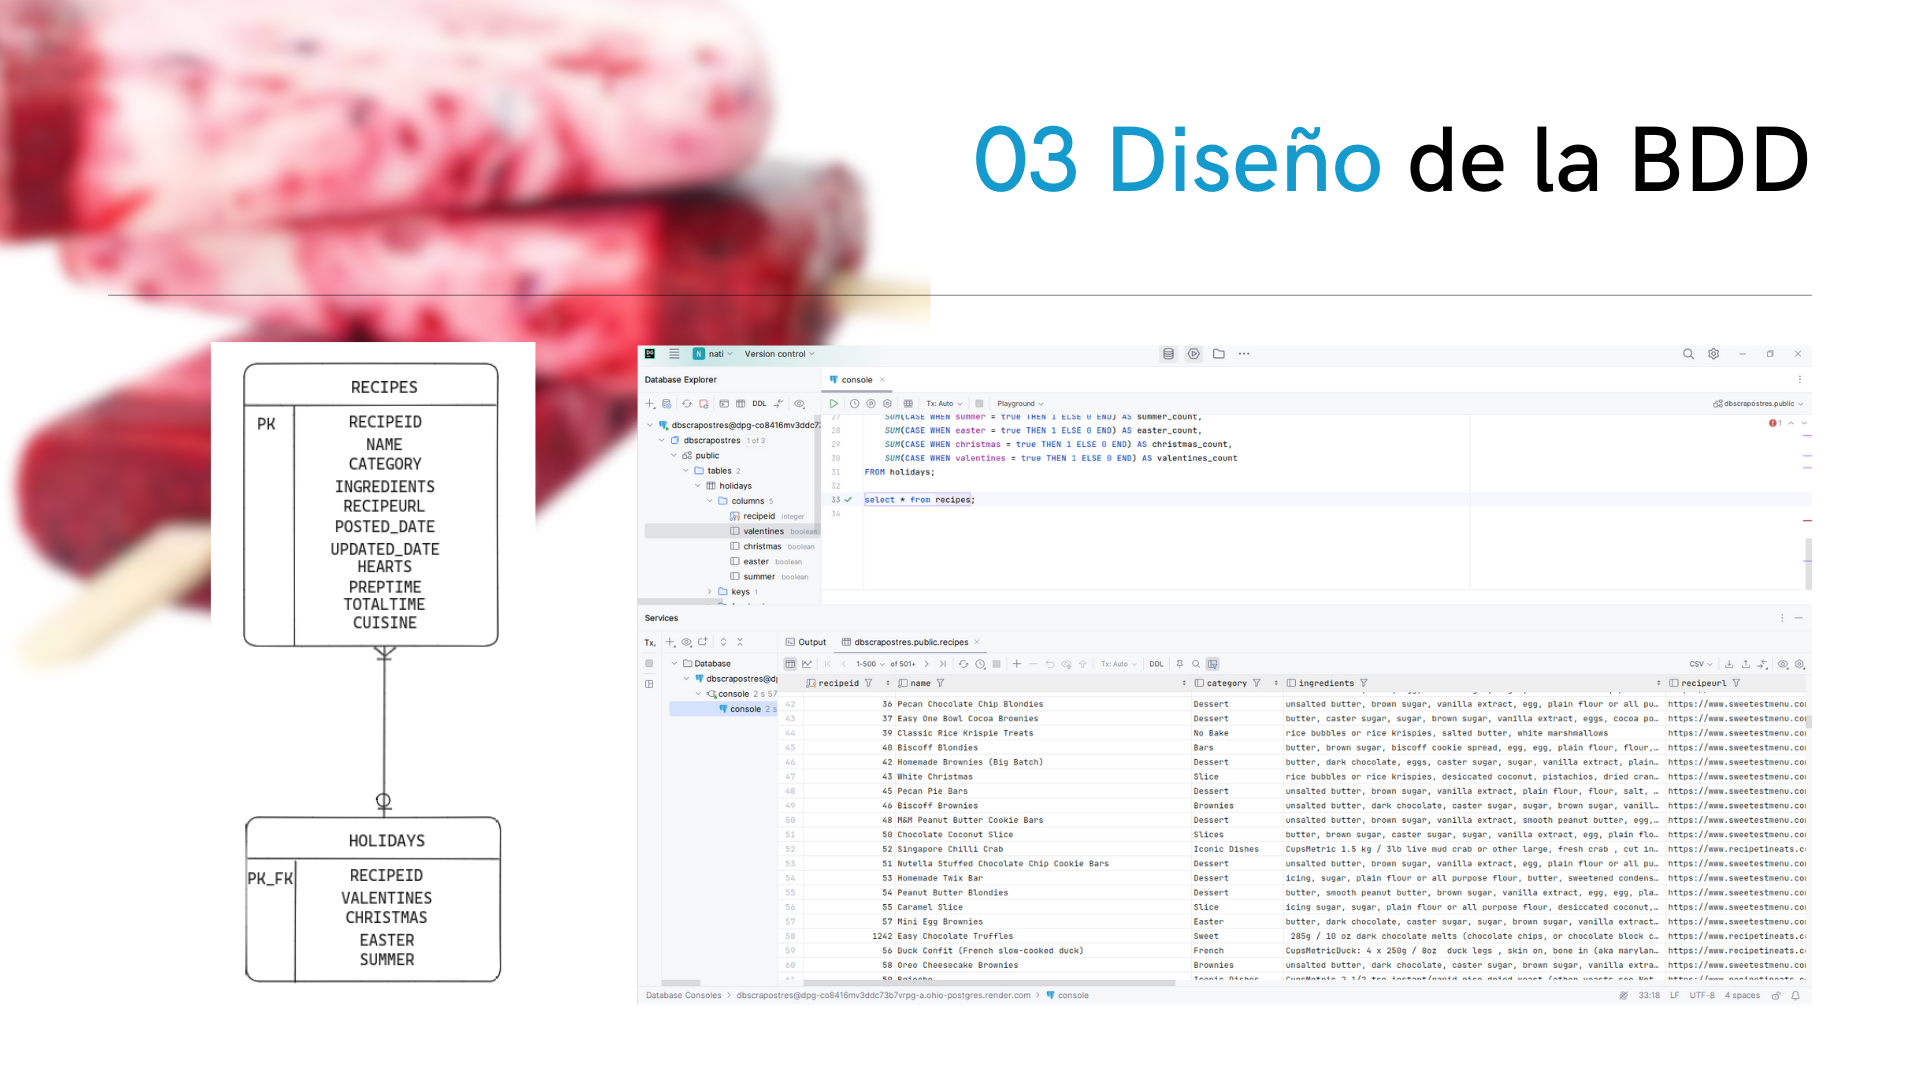 03 Diseño de la BDD
RECIPES
PK
RECIPEID
NAME
CATEGORY
INGREDIENTS
RECIPEURL
POSTED_DATE
UPDATED_DATE
HEARTS
PREPTIME
TOTALTIME
CUISINE
HOLIDAYS
PK_FK
RECIPEID
VALENTINES
CHRISTMAS
EASTER
SUMMER
DG
N nati Version control
Database Explorer
console
DDL
Tx: Auto Playground dbscrapostres.public
dbscrapostres@dpg-co8416mv3ddc73
dbscrapostres 1 of 3
public
tables 2
holidays
columns 5
recipeid integer
valentines boolean
christmas boolean
easter boolean
summer boolean
keys 1
27 SUM(CASE WHEN summer = true THEN 1 ELSE 0 END) AS summer_count,
28 SUM(CASE WHEN easter = true THEN 1 ELSE 0 END) AS easter_count,
29 SUM(CASE WHEN christmas = true THEN 1 ELSE 0 END) AS christmas_count,
30 SUM(CASE WHEN valentines = true THEN 1 ELSE 0 END) AS valentines_count
31 FROM holidays;
32
33 select * from recipes;
34
1
Services
Tx
Output dbscrapostres.public.recipes
Database
dbscrapostres@dp
console 2 s 57
console 2 s
1-500 of 501+ Tx: Auto DDL CSV
recipeid name category ingredients recipeurl
42 36 Pecan Chocolate Chip Blondies Dessert unsalted butter, brown sugar, vanilla extract, egg, plain flour or all pu… https://www.sweetestmenu.co
43 37 Easy One Bowl Cocoa Brownies Dessert butter, caster sugar, sugar, brown sugar, vanilla extract, eggs, cocoa po… https://www.sweetestmenu.co
44 39 Classic Rice Krispie Treats No Bake rice bubbles or rice krispies, salted butter, white marshmallows https://www.sweetestmenu.co
45 40 Biscoff Blondies Bars butter, brown sugar, biscoff cookie spread, egg, egg, plain flour, flour,… https://www.sweetestmenu.co
46 42 Homemade Brownies (Big Batch) Dessert butter, dark chocolate, eggs, caster sugar, sugar, vanilla extract, plain… https://www.sweetestmenu.co
47 43 White Christmas Slice rice bubbles or rice krispies, desiccated coconut, pistachios, dried cran… https://www.sweetestmenu.co
48 45 Pecan Pie Bars Dessert unsalted butter, brown sugar, vanilla extract, plain flour, flour, salt, … https://www.sweetestmenu.co
49 46 Biscoff Brownies Brownies unsalted butter, dark chocolate, caster sugar, sugar, brown sugar, vanill… https://www.sweetestmenu.co
50 48 M&M Peanut Butter Cookie Bars Dessert unsalted butter, brown sugar, vanilla extract, smooth peanut butter, egg,… https://www.sweetestmenu.co
51 50 Chocolate Coconut Slice Slices butter, brown sugar, caster sugar, sugar, vanilla extract, egg, plain flo… https://www.sweetestmenu.co
52 52 Singapore Chilli Crab Iconic Dishes CupsMetric 1.5 kg / 3lb live mud crab or other large, fresh crab , cut in… https://www.recipetineats.c
53 51 Nutella Stuffed Chocolate Chip Cookie Bars Dessert unsalted butter, brown sugar, vanilla extract, egg, plain flour or all pu… https://www.sweetestmenu.co
54 53 Homemade Twix Bar Dessert icing, sugar, plain flour or all purpose flour, butter, sweetened condens… https://www.sweetestmenu.co
55 54 Peanut Butter Blondies Dessert butter, smooth peanut butter, brown sugar, vanilla extract, egg, egg, pla… https://www.sweetestmenu.co
56 55 Caramel Slice Slice icing sugar, sugar, plain flour or all purpose flour, desiccated coconut,… https://www.sweetestmenu.co
57 57 Mini Egg Brownies Easter butter, dark chocolate, caster sugar, sugar, brown sugar, vanilla extract… https://www.sweetestmenu.co
58 1242 Easy Chocolate Truffles Sweet 285g / 10 oz dark chocolate melts (chocolate chips, or chocolate block c… https://www.recipetineats.c
59 56 Duck Confit (French slow-cooked duck) French CupsMetricDuck: 4 x 250g / 8oz duck legs , skin on, bone in (aka marylan… https://www.recipetineats.c
60 58 Oreo Cheesecake Brownies Brownies unsalted butter, dark chocolate, caster sugar, brown sugar, vanilla extra… https://www.sweetestmenu.co
Database Consoles > dbscrapostres@dpg-co8416mv3ddc73b7vrpg-a.ohio-postgres.render.com > console 33:18 LF UTF-8 4 spaces